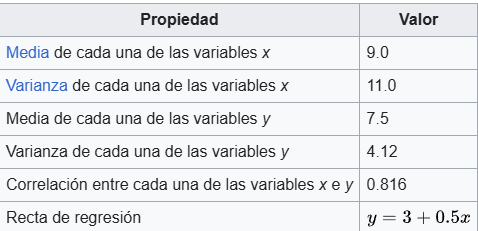 Propiedad Valor
Media de cada una de las variables x 9.0
Varianza de cada una de las variables x 11.0
Media de cada una de las variables y 7.5
Varianza de cada una de las variables y 4.12
Correlación entre cada una de las variables x e y 0.816
Recta de regresión y = 3 + 0.5x